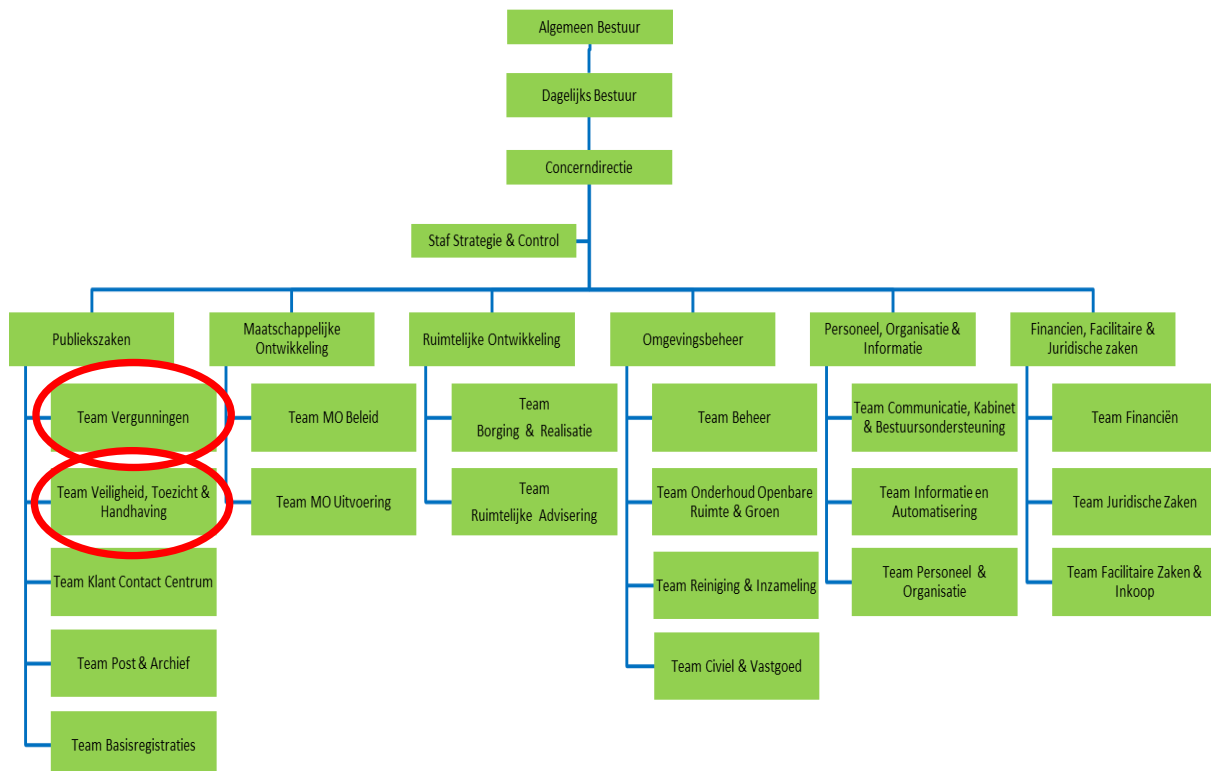 Algemeen Bestuur
Dagelijks Bestuur
Concerndirectie
Staf Strategie & Control
Publiekszaken
Team Vergunningen
Team Veiligheid, Toezicht &
Handhaving
Team Klant Contact Centrum
Team Post & Archief
Team Basisregistraties
Maatschappelijke
Ontwikkeling
Team MO Beleid
Team MO Uitvoering
Ruimtelijke Ontwikkeling
Team
Borging & Realisatie
Team
Ruimtelijke Advisering
Omgevingsbeheer
Team Beheer
Team Onderhoud Openbare
Ruimte & Groen
Team Reiniging & Inzameling
Team Civiel & Vastgoed
Personeel, Organisatie &
Informatie
Team Communicatie, Kabinet
& Bestuursondersteuning
Team Informatie en
Automatisering
Team Personeel &
Organisatie
Financien, Facilitaire &
Juridische zaken
Team Financiën
Team Juridische Zaken
Team Facilitaire Zaken &
Inkoop